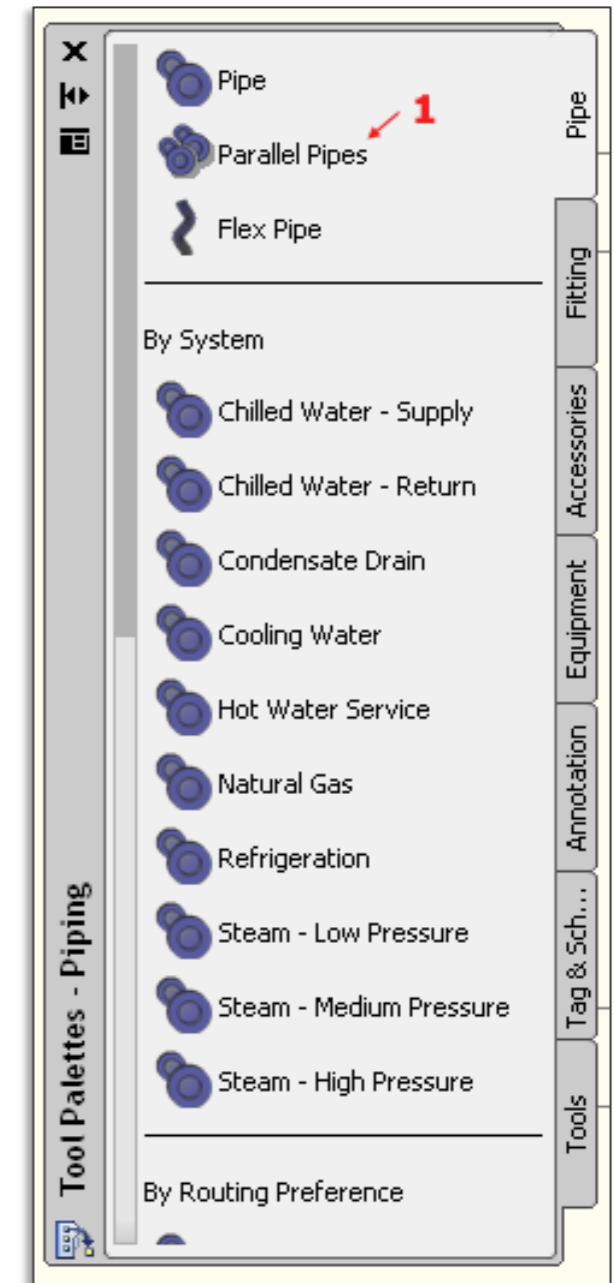 Pipe
1
Parallel Pipes
Flex Pipe
By System
Chilled Water - Supply
Chilled Water - Return
Condensate Drain
Cooling Water
Hot Water Service
Natural Gas
Refrigeration
Steam - Low Pressure
Steam - Medium Pressure
Steam - High Pressure
By Routing Preference
Pipe
Fitting
Accessories
Equipment
Annotation
Tag & Sch...
Tools
Tool Palettes - Piping